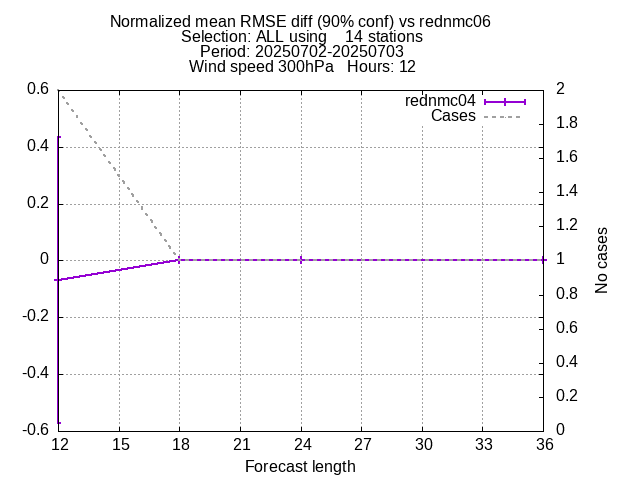 Normalized mean RMSE diff (90% conf) vs rednmc06
Selection: ALL using    14 stations
Period: 20250702-20250703
Wind speed 300hPa   Hours: 12
rednmc04
Cases
0.6
0.4
0.2
0
-0.2
-0.4
-0.6
2
1.8
1.6
1.4
1.2
1
0.8
0.6
0.4
0.2
0
No cases
12 15 18 21 24 27 30 33 36
Forecast length